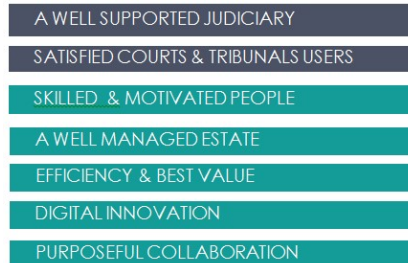 A WELL SUPPORTED JUDICIARY
SATISFIED COURTS & TRIBUNALS USERS
SKILLED & MOTIVATED PEOPLE
A WELL MANAGED ESTATE
EFFICIENCY & BEST VALUE
DIGITAL INNOVATION
PURPOSEFUL COLLABORATION